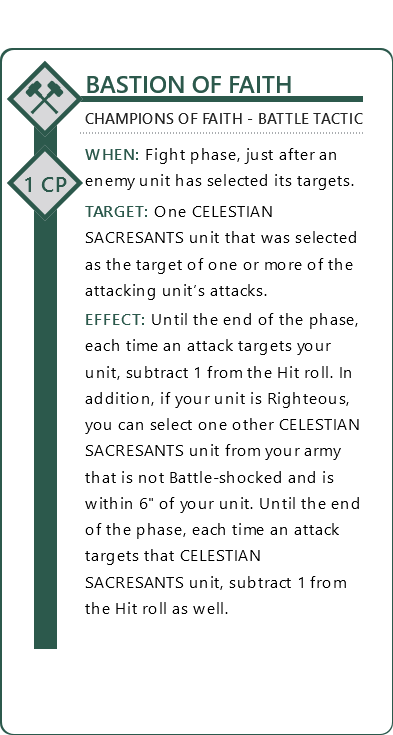 BASTION OF FAITH
CHAMPIONS OF FAITH - BATTLE TACTIC
WHEN: Fight phase, just after an
1 CP
enemy unit has selected its targets.
TARGET: One CELESTIAN
SACRESANTS unit that was selected
as the target of one or more of the
attacking unit's attacks.
EFFECT: Until the end of the phase,
each time an attack targets your
unit, subtract 1 from the Hit roll. In
addition, if your unit is Righteous,
you can select one other CELESTIAN
SACRESANTS unit from your army
that is not Battle-shocked and is
within 6" of your unit. Until the end
of the phase, each time an attack
targets that CELESTIAN
SACRESANTS unit, subtract 1 from
the Hit roll as well.